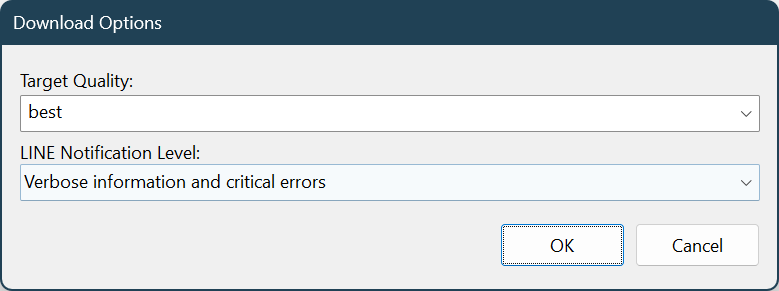 Download Options
Target Quality:
best
LINE Notification Level:
Verbose information and critical errors
OK
Cancel